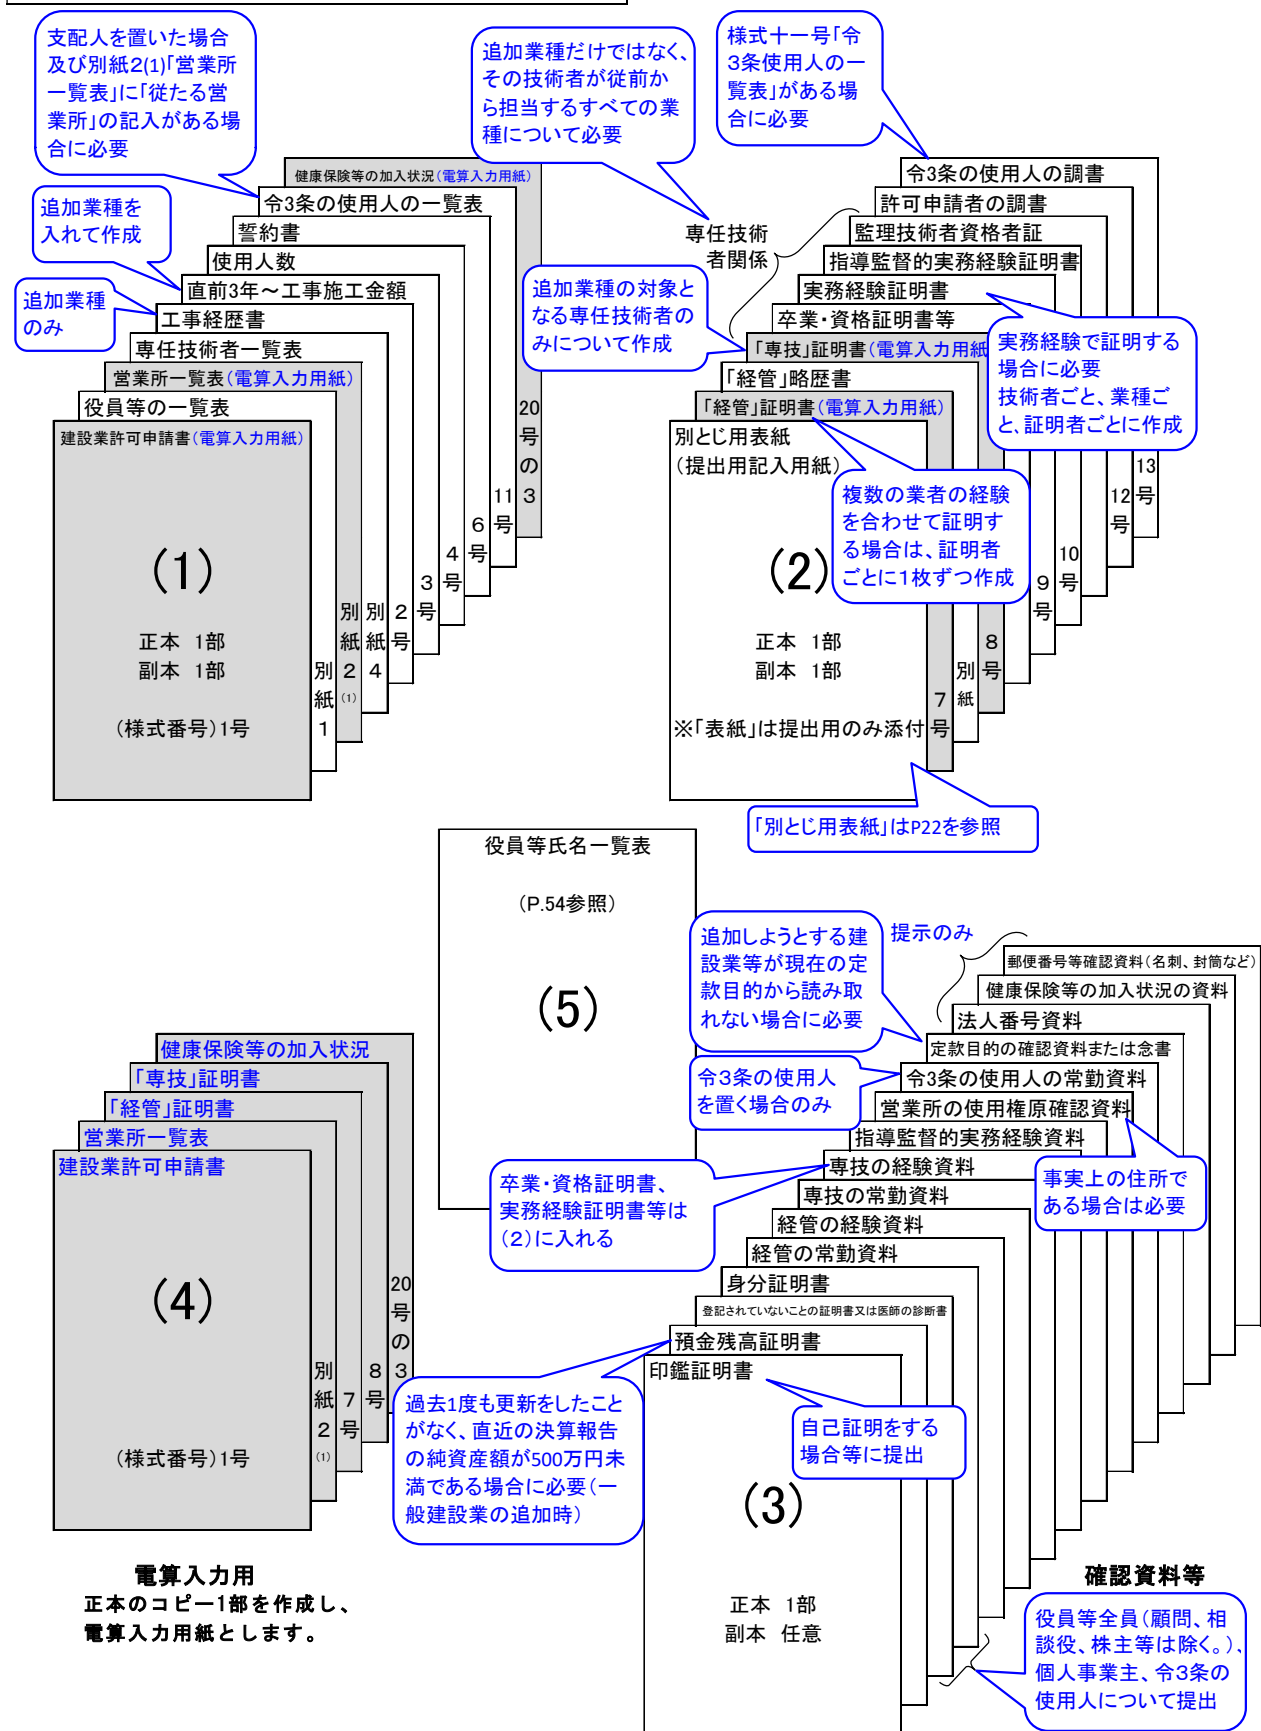 支配人を置いた場合
及び別紙2(1)「営業所
一覧表」に「従たる営
業所」の記入がある場
合に必要
追加業種を
入れて作成
追加業種
のみ
健康保険等の加入状況(電算入力用紙)
令3条の使用人の一覧表
誓約書
使用人数
直前3年～工事施工金額
工事経歴書
専任技術者一覧表
営業所一覧表(電算入力用紙)
役員等の一覧表
建設業許可申請書(電算入力用紙)
(1)
正本 1部
副本 1部
(様式番号)1号
別紙1
別紙2(1)
別紙4
2号
3号
4号
6号
11号
20号の3
追加業種だけではなく、
その技術者が従前か
ら担当するすべての業
種について必要
様式十一号「令
3条使用人の一
覧表」がある場
合に必要
専任技術
者関係
追加業種の対象と
なる専任技術者の
みについて作成
令3条の使用人の調書
許可申請者の調書
監理技術者資格者証
指導監督的実務経験証明書
実務経験証明書
卒業・資格証明書等
「専技」証明書(電算入力用紙
「経管」略歴書
「経管」証明書(電算入力用紙)
別とじ用表紙
(提出用記入用紙)
実務経験で証明する
場合に必要
技術者ごと、業種ご
と、証明者ごとに作成
複数の業者の経験
を合わせて証明す
る場合は、証明者
ごとに1枚ずつ作成
(2)
正本 1部
副本 1部
※「表紙」は提出用のみ添付
7号
別紙
8号
9号
10号
12号
13号
「別とじ用表紙」はP22を参照
役員等氏名一覧表
(P.54参照)
(5)
健康保険等の加入状況
「専技」証明書
「経管」証明書
営業所一覧表
建設業許可申請書
(4)
(様式番号)1号
別紙2(1)
7号
8号
20号の3
電算入力用
正本のコピー1部を作成し、
電算入力用紙とします。
追加しようとする建
設業等が現在の定
款目的から読み取
れない場合に必要
提示のみ
令3条の使用人
を置く場合のみ
卒業・資格証明書、
実務経験証明書等は
(2)に入れる
郵便番号等確認資料(名刺、封筒など)
健康保険等の加入状況の資料
法人番号資料
定款目的の確認資料または念書
令3条の使用人の常勤資料
営業所の使用権原確認資料
指導監督的実務経験資料
専技の経験資料
専技の常勤資料
経管の経験資料
経管の常勤資料
身分証明書
登記されていないことの証明書又は医師の診断書
預金残高証明書
印鑑証明書
事実上の住所で
ある場合は必要
過去1度も更新をしたこと
がなく、直近の決算報告
の純資産額が500万円未
満である場合に必要(一
般建設業の追加時)
自己証明をする
場合等に提出
(3)
正本 1部
副本 任意
確認資料等
役員等全員(顧問、相
談役、株主等は除く。)、
個人事業主、令3条の
使用人について提出